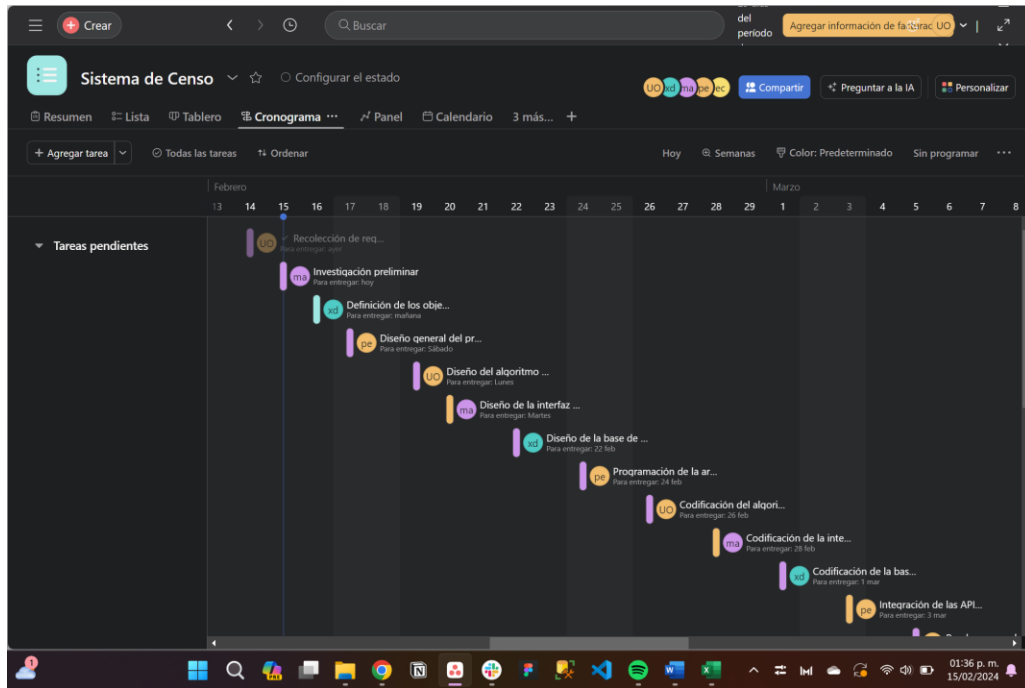 Crear
Buscar
del
período
Agregar información de
UO
Sistema de Censo
Configurar el estado
UO xd ma pe ec
Compartir
Preguntar a la IA
Personalizar
Resumen Lista Tablero Cronograma ... Panel Calendario 3 más... +
+ Agregar tarea
Todas las tareas
Ordenar
Hoy Semanas Color: Predeterminado Sin programar ...
Febrero Marzo
13 14 15 16 17 18 19 20 21 22 23 24 25 26 27 28 29 1 2 3 4 5 6 7 8
Tareas pendientes
UO Recolección de req...
Para entregar: ayer
ma Investigación preliminar
Para entregar: hoy
xd Definición de los obje...
Para entregar: mañana
pe Diseño general del pr...
Para entregar: Sábado
UO Diseño del algoritmo ...
Para entregar: Lunes
ma Diseño de la interfaz ...
Para entregar: Martes
xd Diseño de la base de ...
Para entregar: 22 feb
pe Programación de la ar...
Para entregar: 24 feb
UO Codificación del algori...
Para entregar: 26 feb
ma Codificación de la inte...
Para entregar: 28 feb
xd Codificación de la bas...
Para entregar: 1 mar
pe Integración de las API...
Para entregar: 3 mar
1
01:36 p. m.
15/02/2024